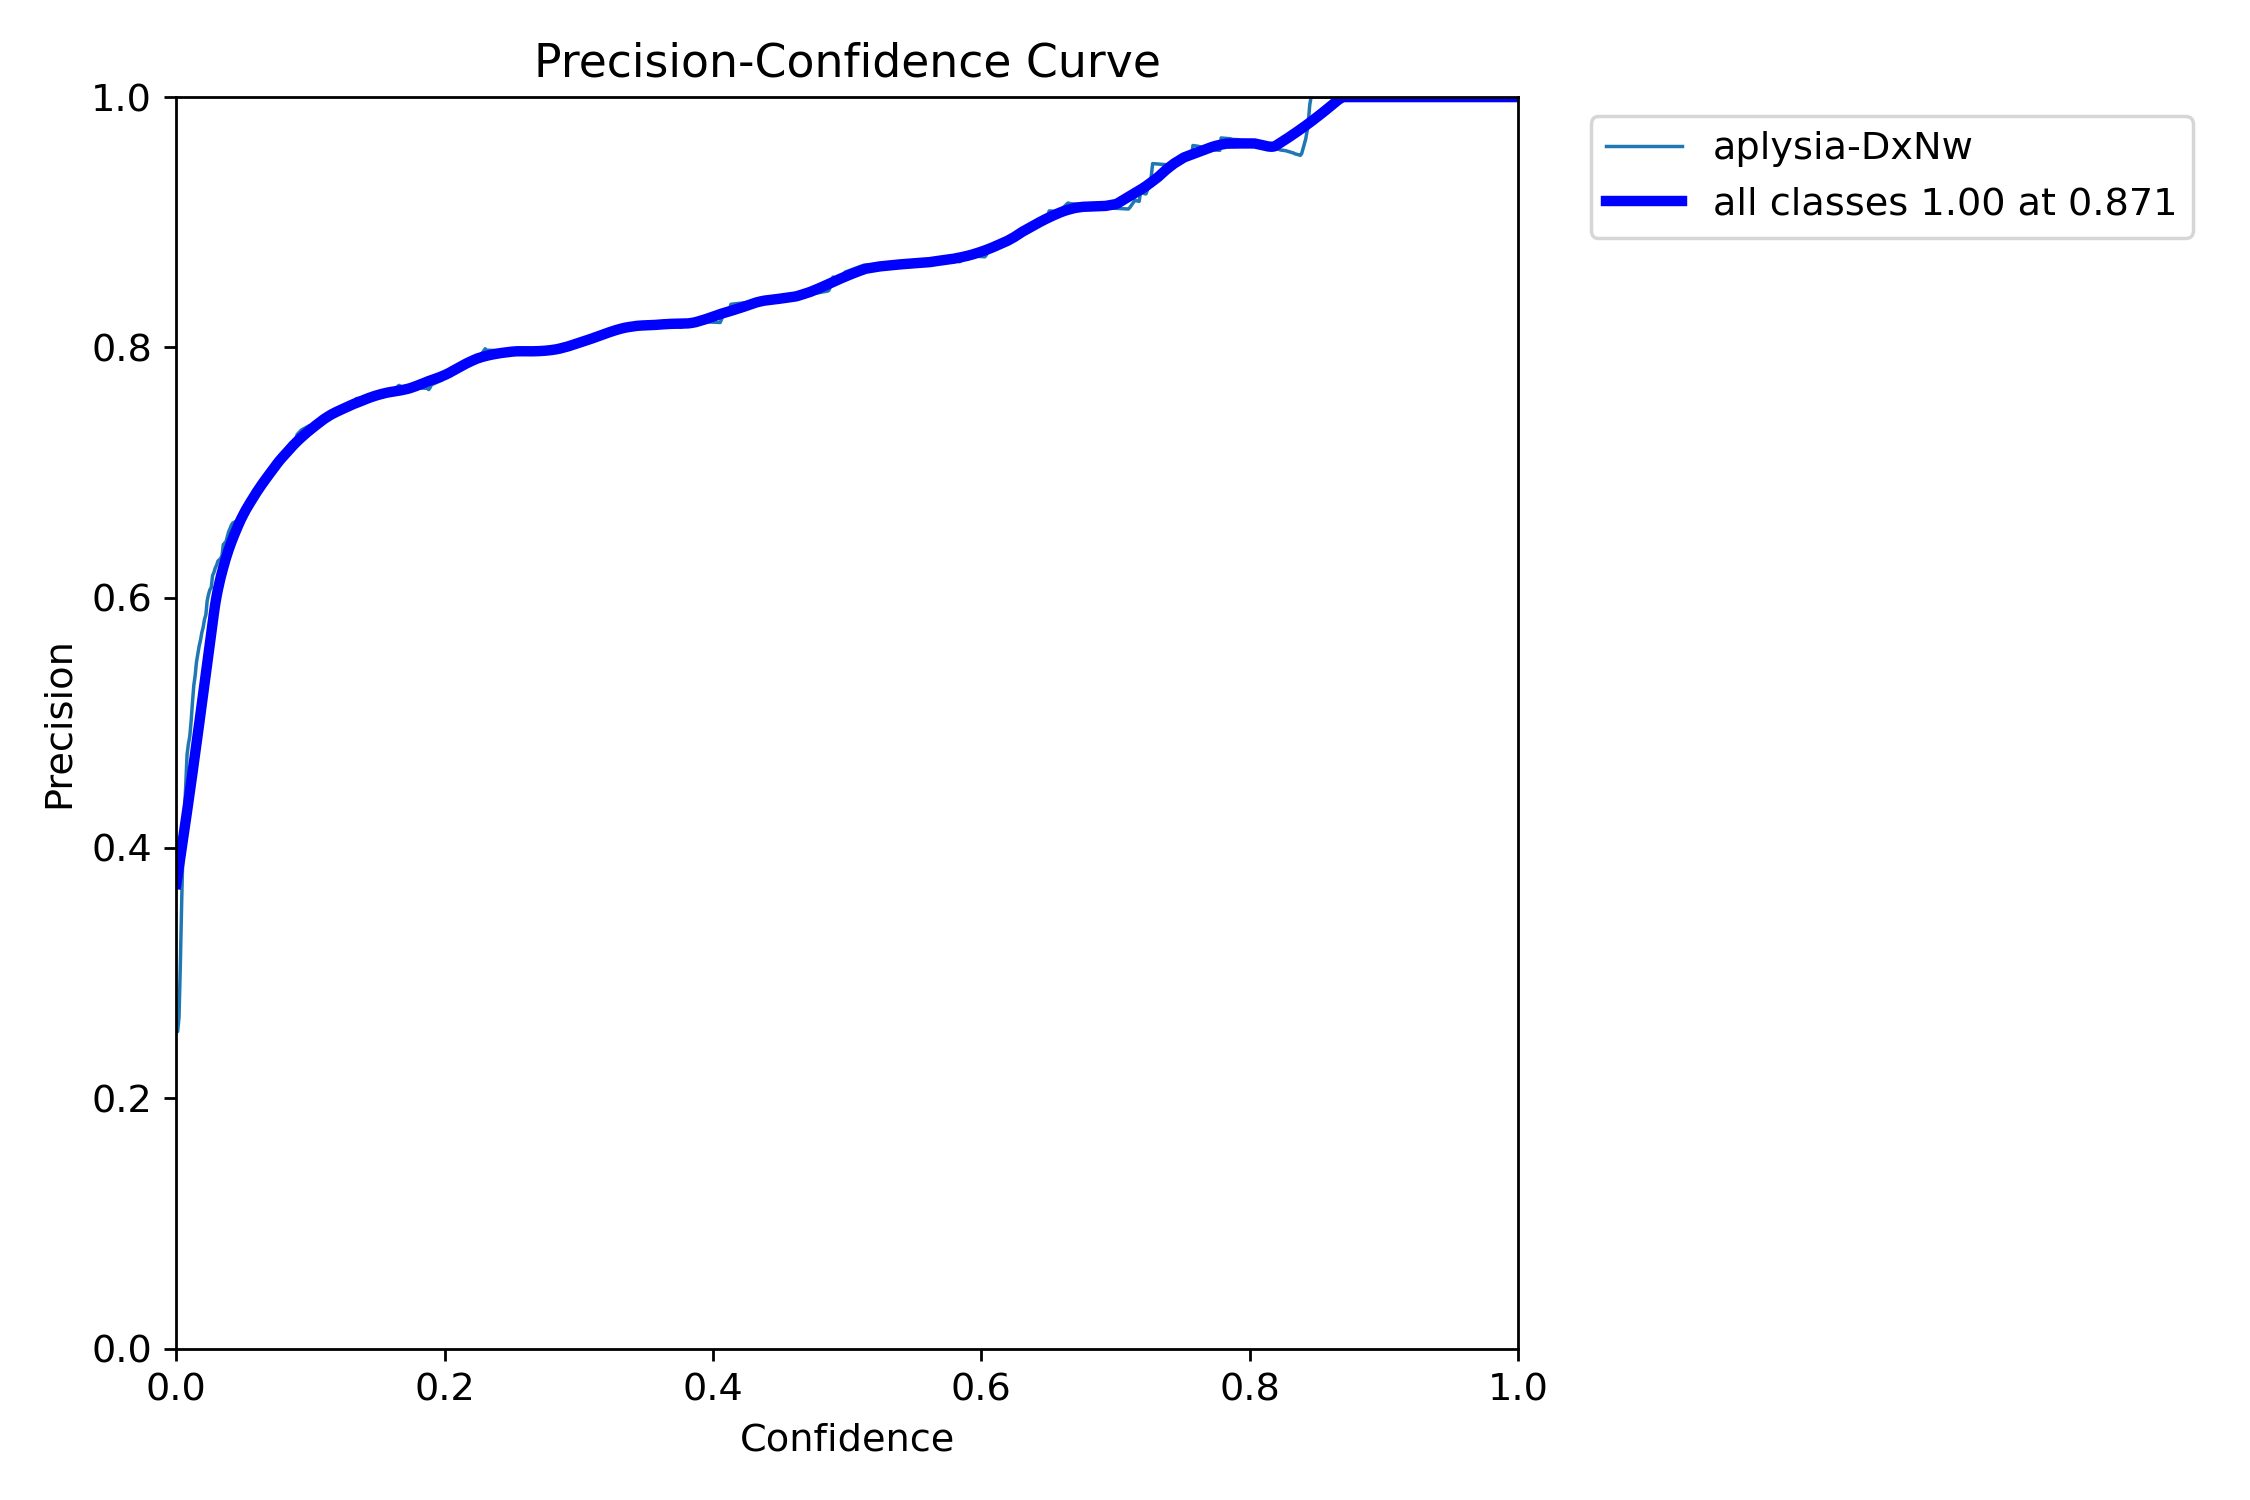 Precision-Confidence Curve
1.0
0.8
0.6
0.4
0.2
0.0
Precision
0.0 0.2 0.4 0.6 0.8 1.0
Confidence
aplysia-DxNw
all classes 1.00 at 0.871